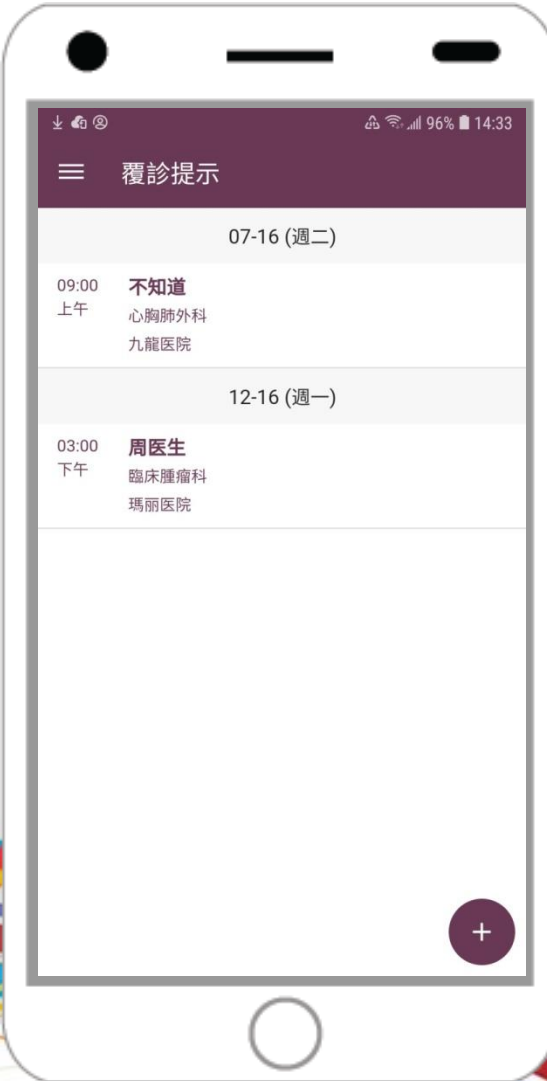 96% 14:33
覆診提示
07-16 (週二)
09:00 不知道
上午 心胸肺外科
九龍医院
12-16 (週一)
03:00 周医生
下午 臨床腫瘤科
瑪丽医院